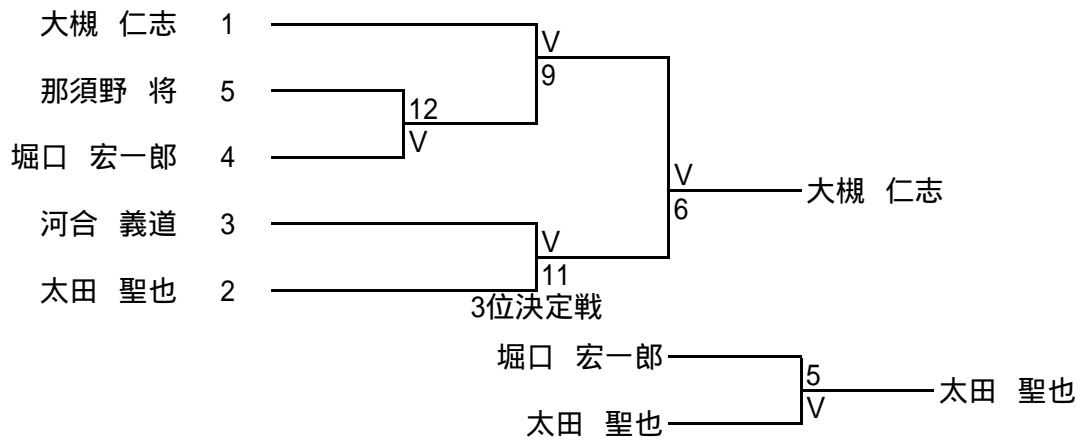 大槻 仁志 1
V
9
那須野 将 5
12
V
堀口 宏一郎 4
V
6
大槻 仁志
河合 義道 3
V
11
太田 聖也 2
3位決定戦
堀口 宏一郎
5
V
太田 聖也
太田 聖也